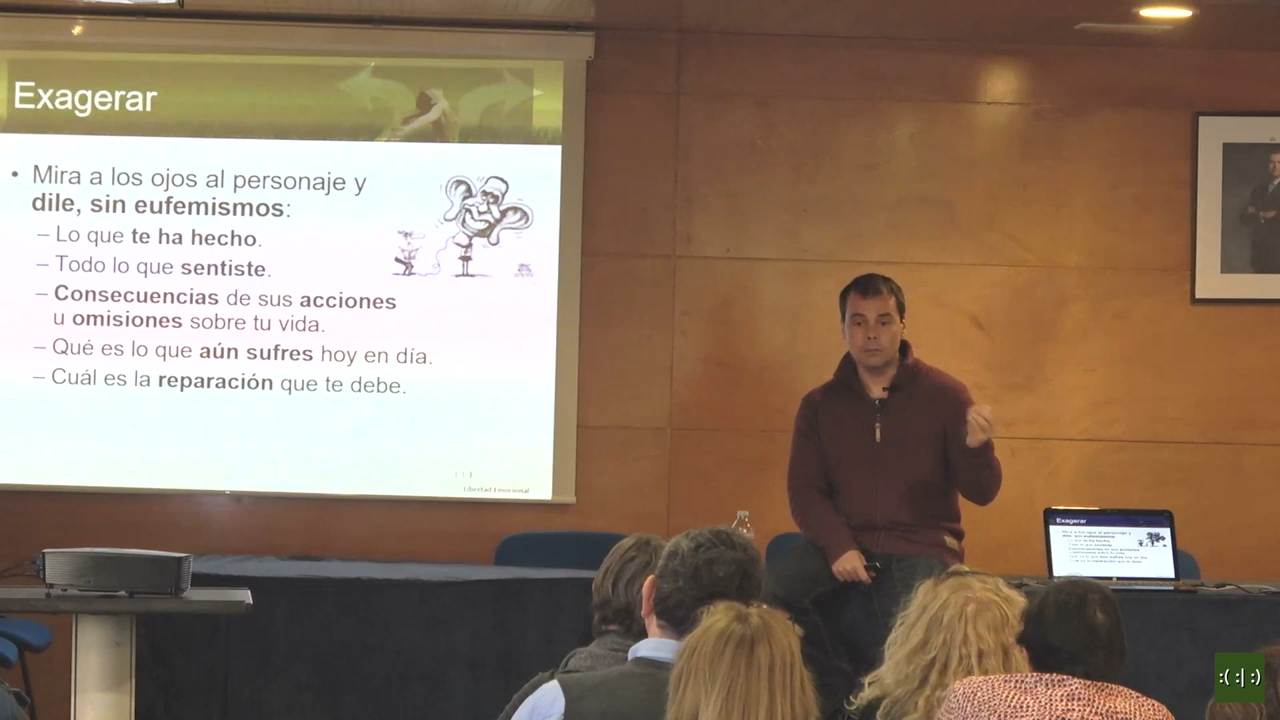 Exagerar
• Mira a los ojos al personaje y
dile, sin eufemismos:
– Lo que te ha hecho.
– Todo lo que sentiste.
– Consecuencias de sus acciones
u omisiones sobre tu vida.
– Qué es lo que aún sufres hoy en día.
– Cuál es la reparación que te debe.
Libertad Emocional
Exagerar
:( :| :)